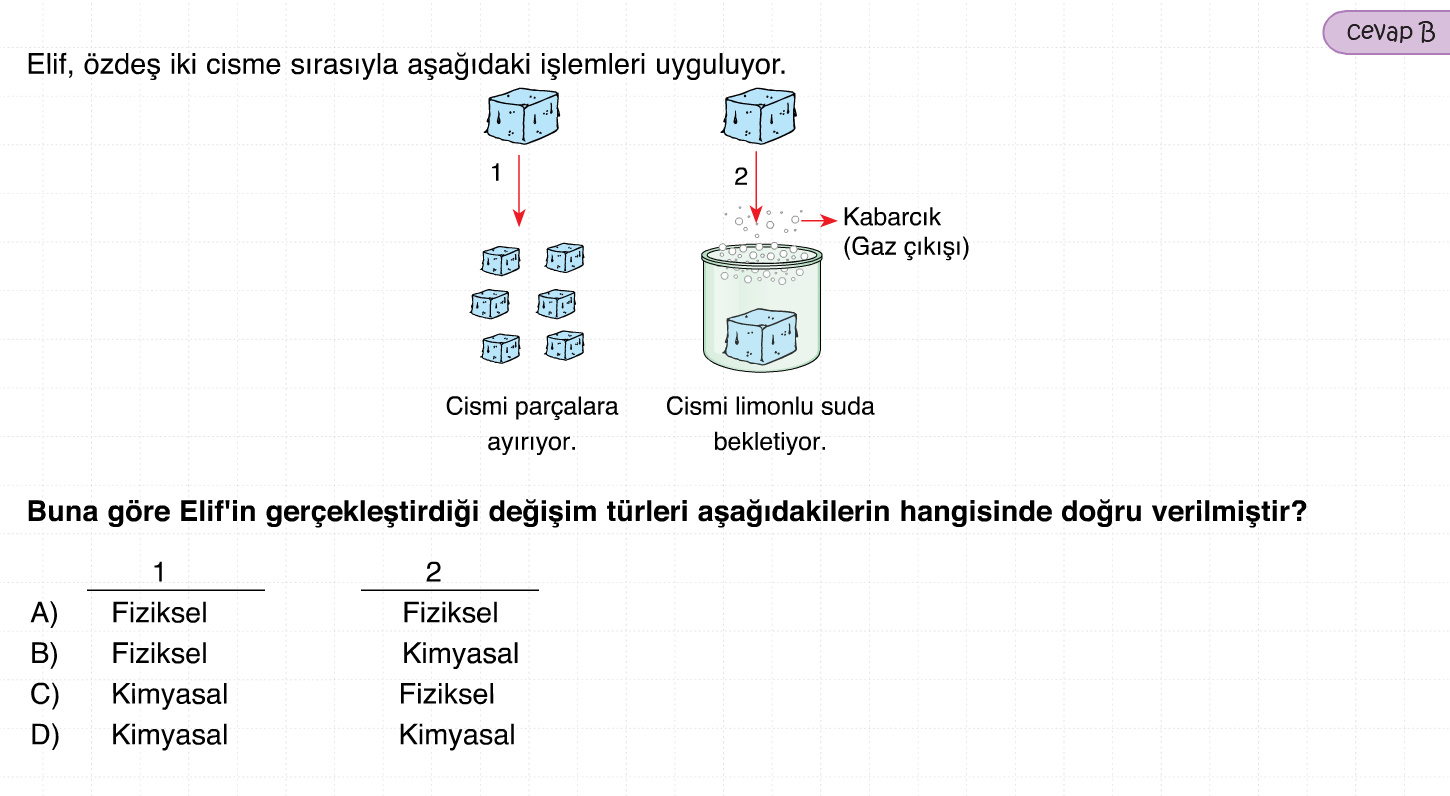 cevap B
Elif, özdeş iki cisme sırasıyla aşağıdaki işlemleri uyguluyor.
1
2
Kabarcık
(Gaz çıkışı)
Cismi parçalara
ayırıyor.
Cismi limonlu suda
bekletiyor.
Buna göre Elif'in gerçekleştirdiği değişim türleri aşağıdakilerin hangisinde doğru verilmiştir?
1 2
A) Fiziksel Fiziksel
B) Fiziksel Kimyasal
C) Kimyasal Fiziksel
D) Kimyasal Kimyasal